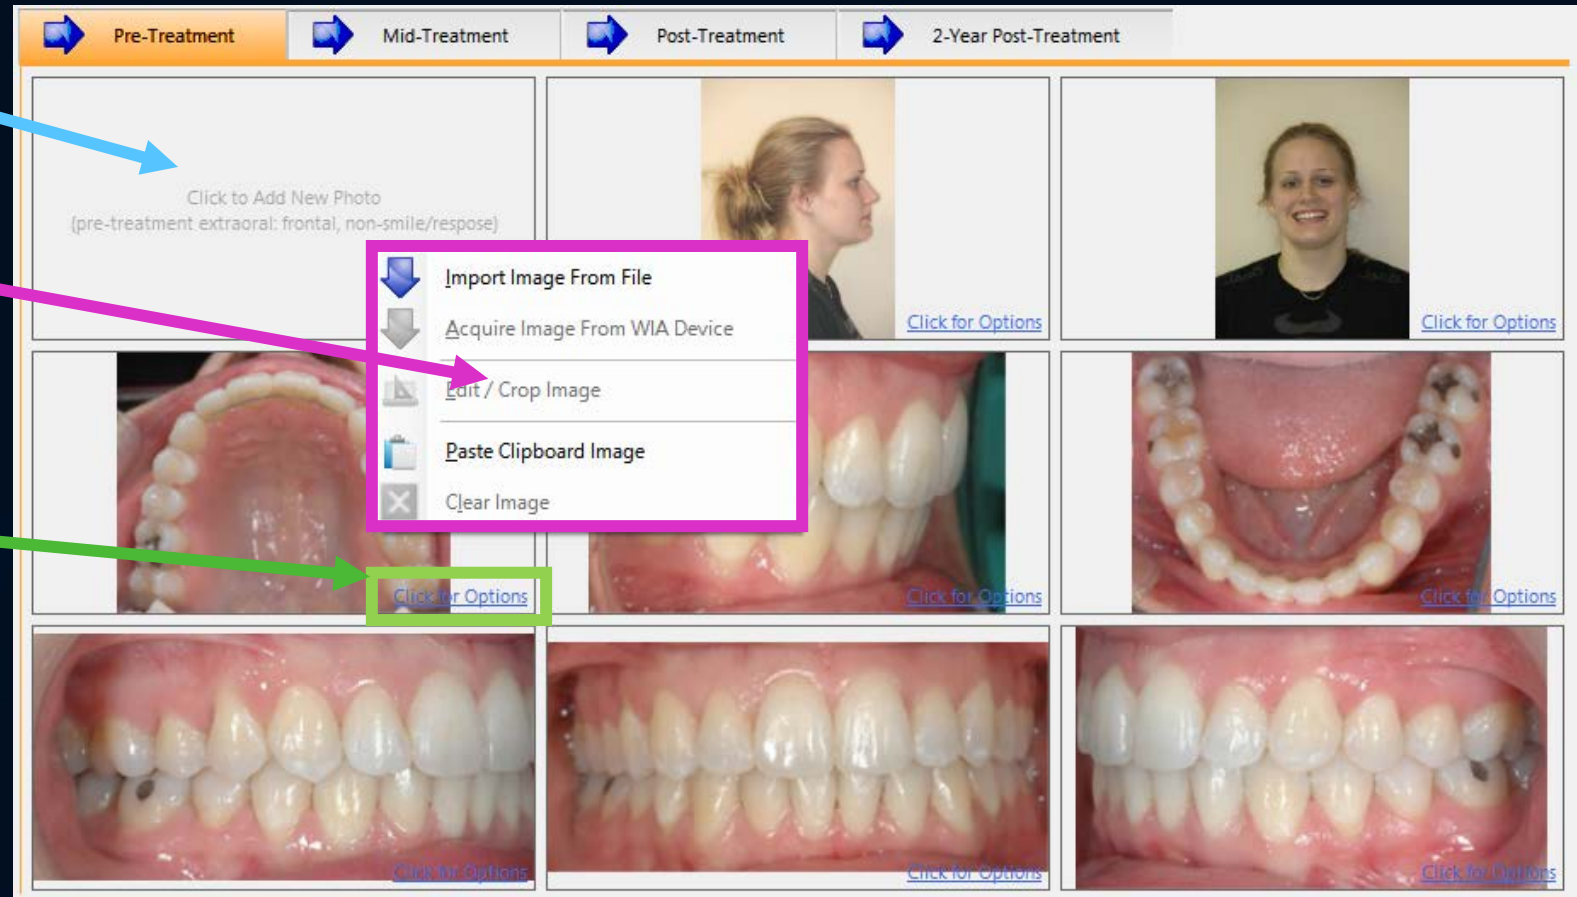 Pre-Treatment
Mid-Treatment
Post-Treatment
2-Year Post-Treatment
Click to Add New Photo
(pre-treatment extraoral: frontal, non-smile/respose)
Click for Options
Click for Options
Import Image From File
Acquire Image From WIA Device
Edit / Crop Image
Paste Clipboard Image
Clear Image
Click for Options
Click for Options
Click for Options
Click for Options
Click for Options
Click for Options